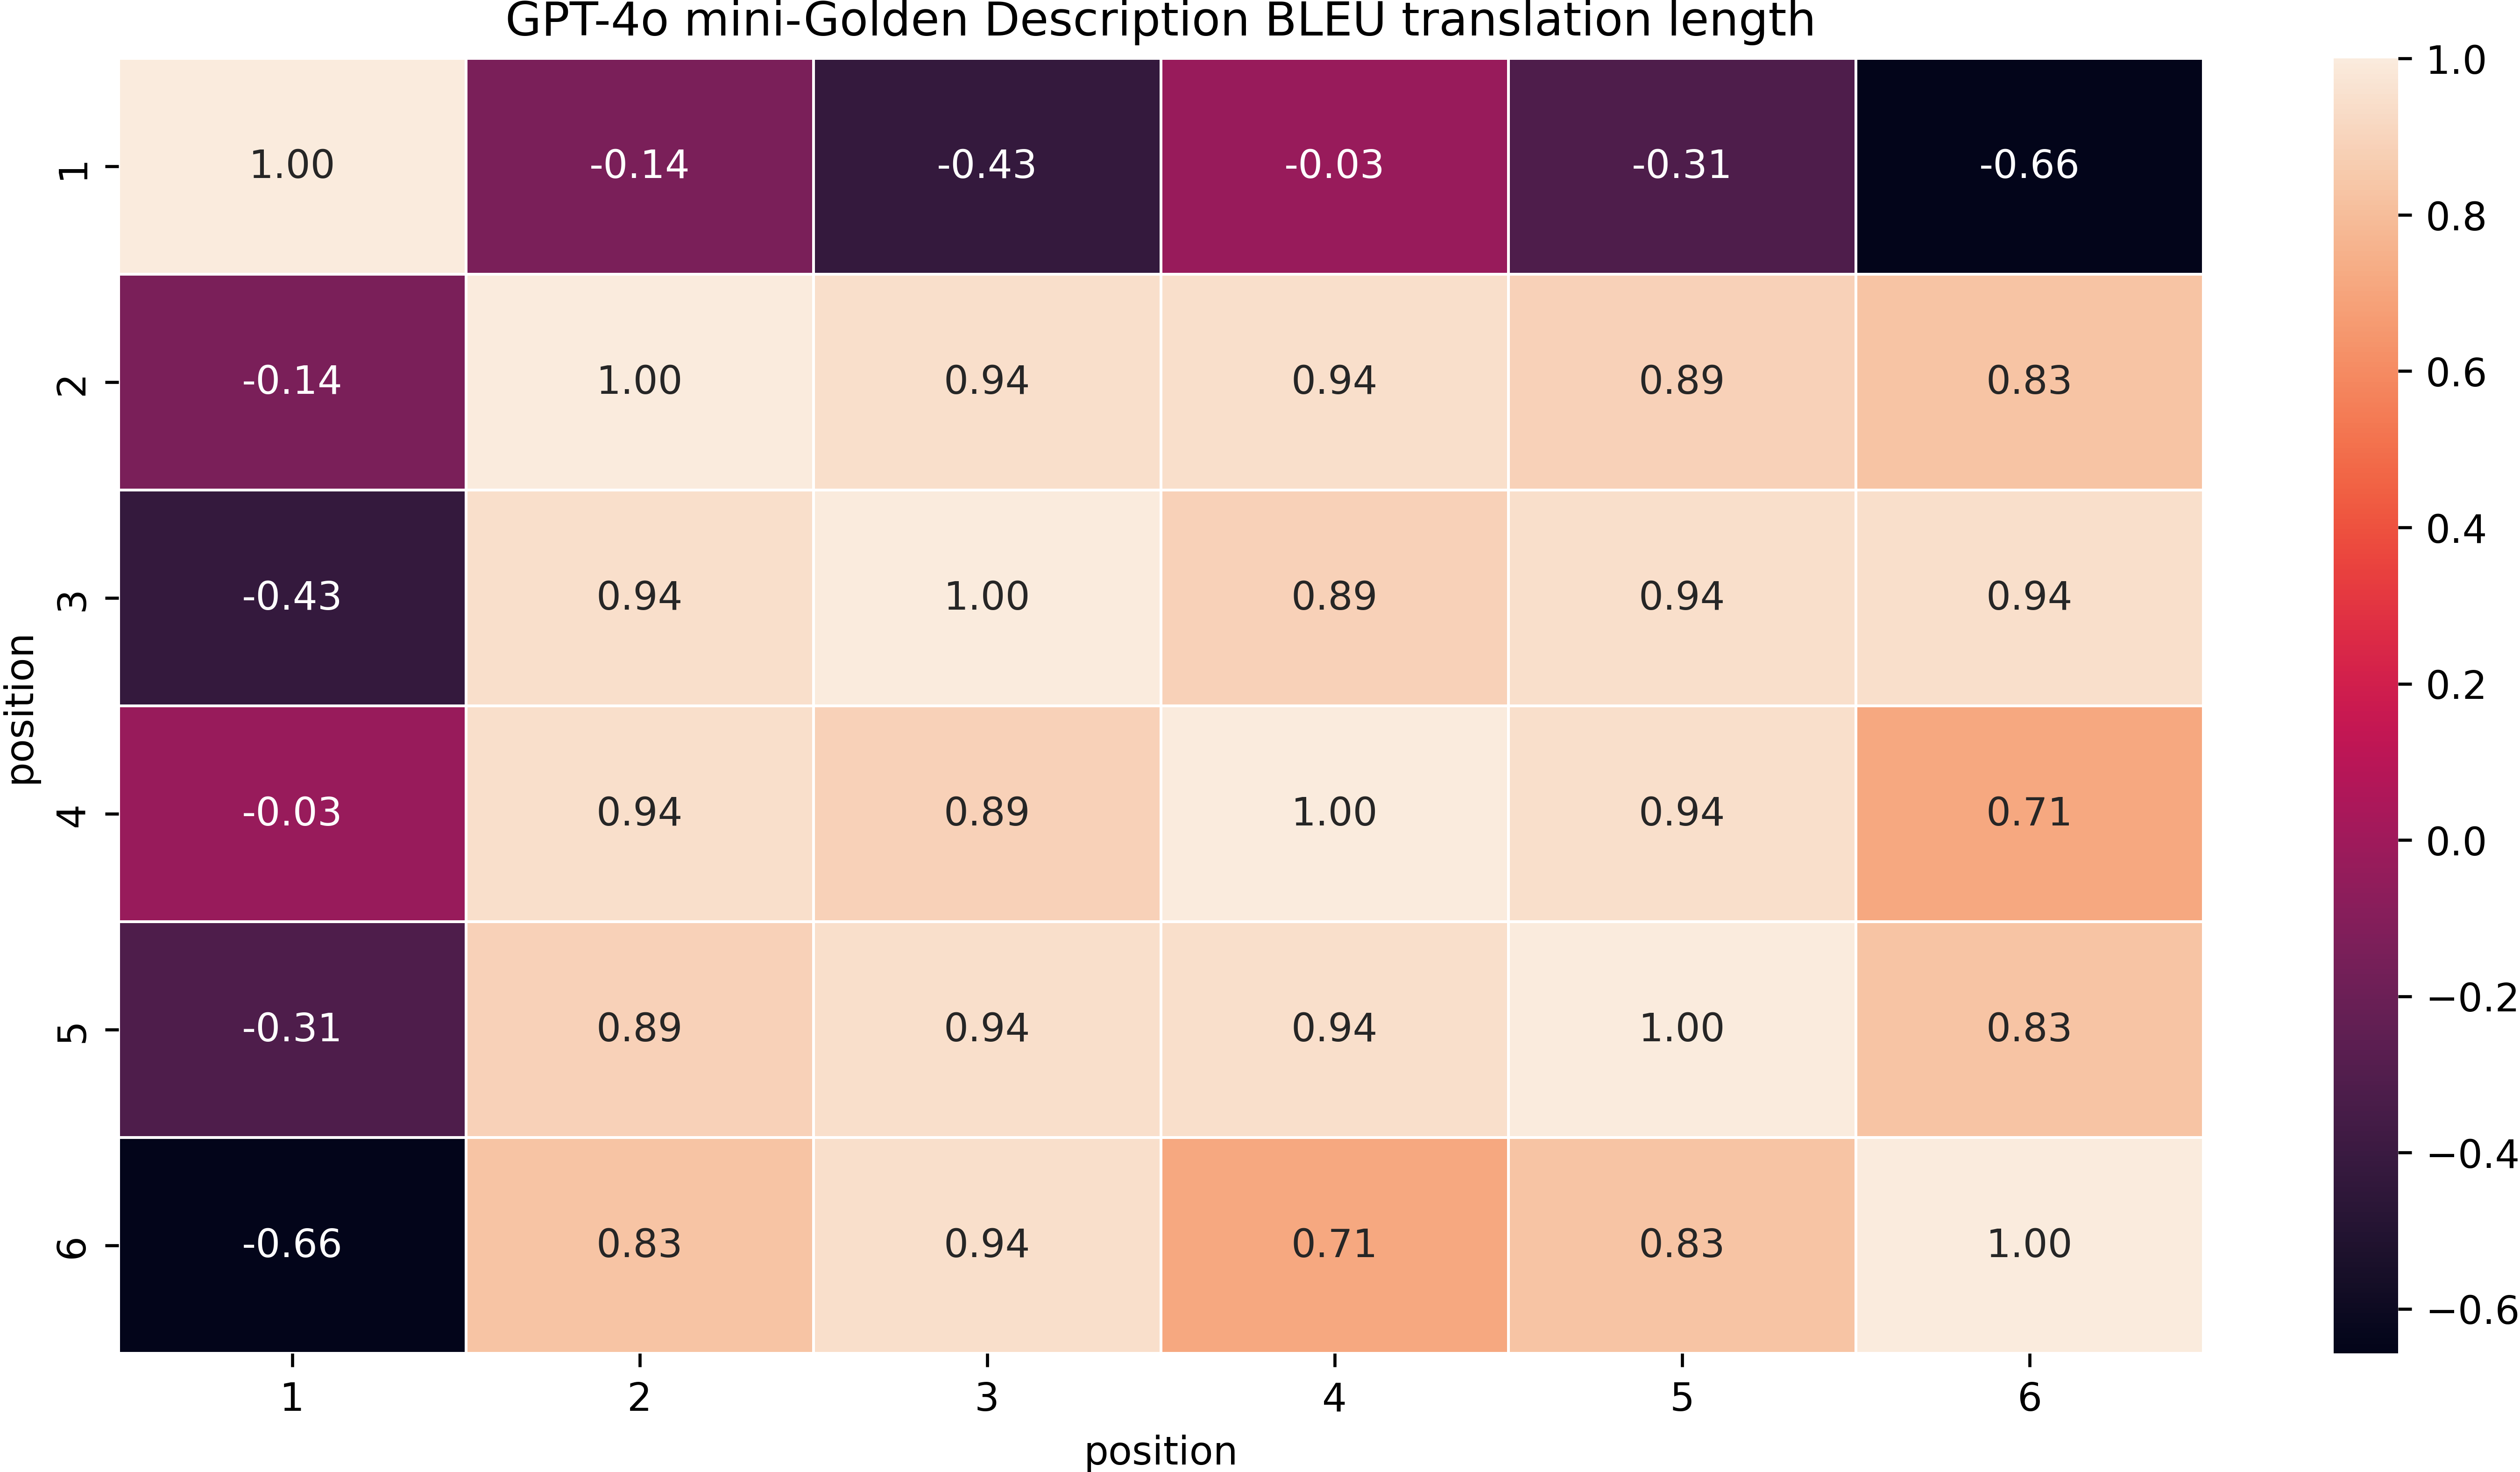 GPT-4o mini-Golden Description BLEU translation length
1 1.00 -0.14 -0.43 -0.03 -0.31 -0.66
2 -0.14 1.00 0.94 0.94 0.89 0.83
3 -0.43 0.94 1.00 0.89 0.94 0.94
4 -0.03 0.94 0.89 1.00 0.94 0.71
5 -0.31 0.89 0.94 0.94 1.00 0.83
6 -0.66 0.83 0.94 0.71 0.83 1.00
1 2 3 4 5 6
position
position
1.0
0.8
0.6
0.4
0.2
0.0
−0.2
−0.4
−0.6